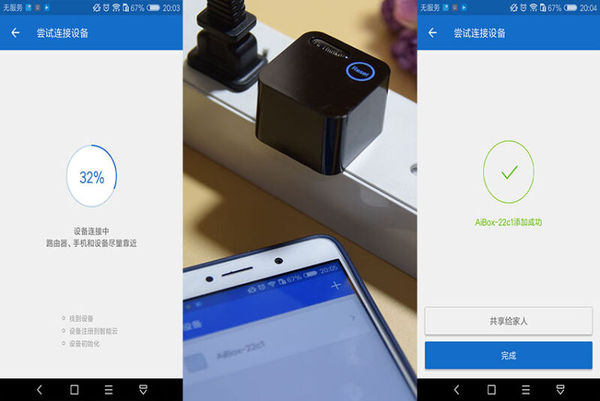 无服务 67% 20:03
尝试连接设备
32%
设备连接中
路由器、手机和设备尽量靠近
找到设备
设备注册到智能云
设备初始化
Reset
67% 20:05
设备
AiBox-22c1
无服务 67% 20:04
尝试连接设备
AiBox-22c1添加成功
共享给家人
完成